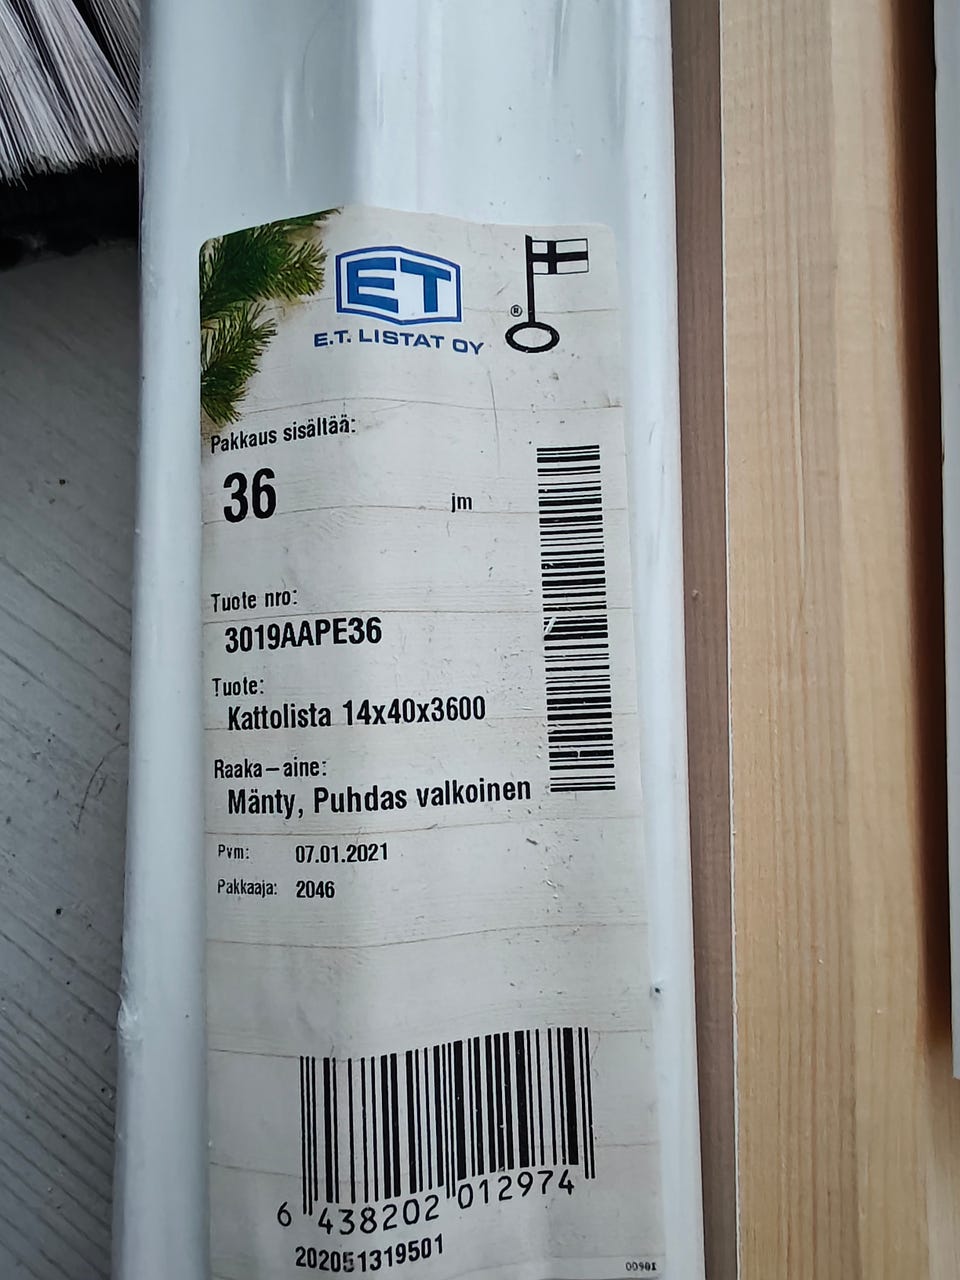 ET
E.T. LISTAT OY
®
Pakkaus sisältää:
36 jm
Tuote nro:
3019AAPE36
Tuote:
Kattolista 14x40x3600
Raaka-aine:
Mänty, Puhdas valkoinen
Pvm: 07.01.2021
Pakkaaja: 2046
6 438202 012974
202051319501
00901